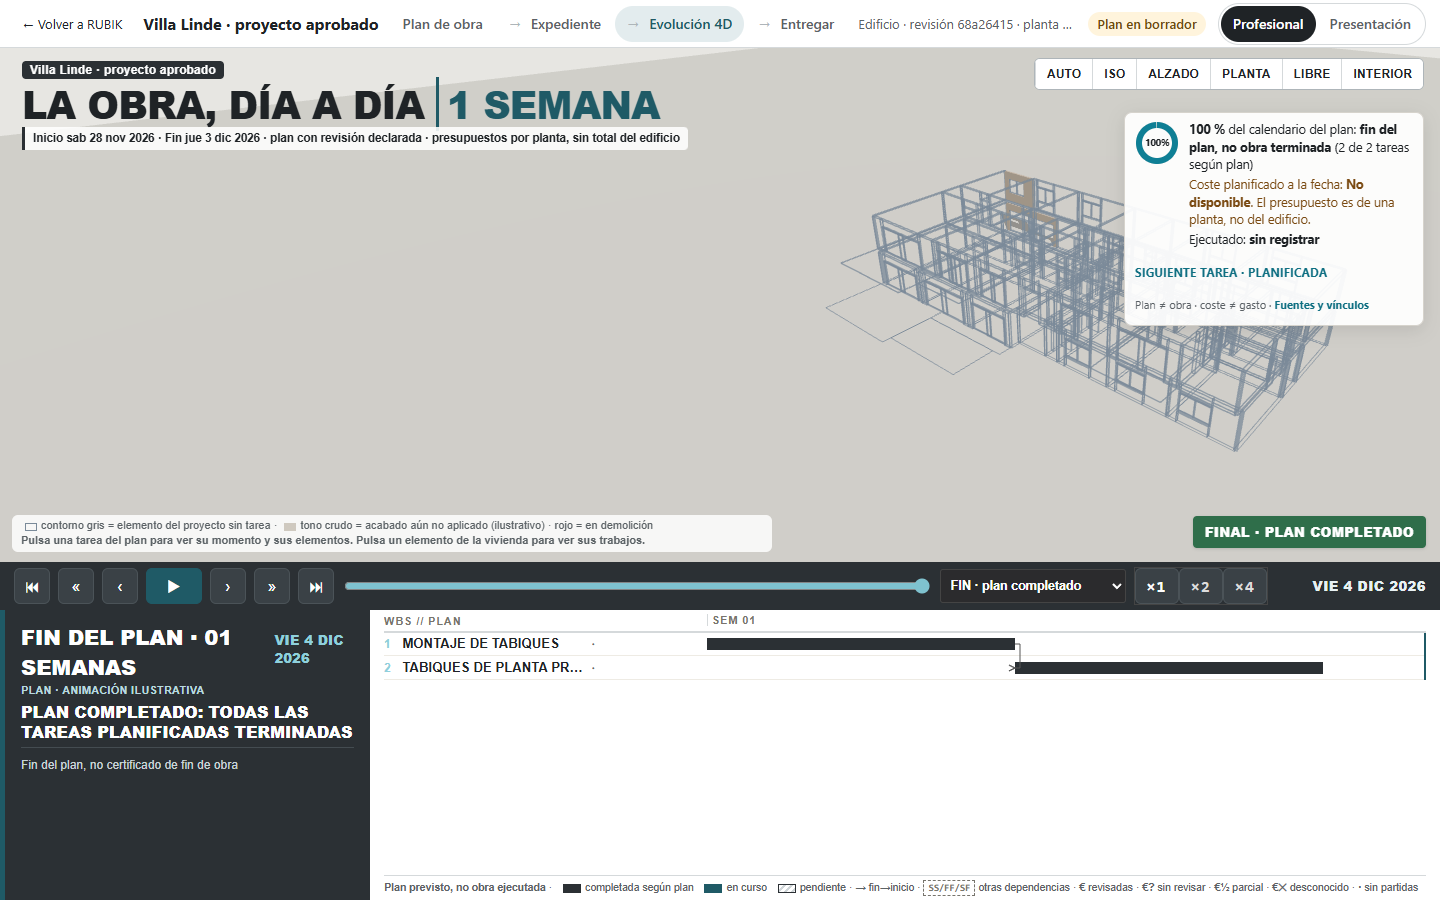 ← Volver a RUBIK
Villa Linde · proyecto aprobado
Plan de obra
→ Expediente
→ Evolución 4D
→ Entregar
Edificio · revisión 68a26415 · planta ...
Plan en borrador
Profesional
Presentación
Villa Linde · proyecto aprobado
LA OBRA, DÍA A DÍA | 1 SEMANA
Inicio sab 28 nov 2026 · Fin jue 3 dic 2026 · plan con revisión declarada · presupuestos por planta, sin total del edificio
AUTO
ISO
ALZADO
PLANTA
LIBRE
INTERIOR
100%
100 % del calendario del plan: fin del
plan, no obra terminada (2 de 2 tareas
según plan)
Coste planificado a la fecha: No
disponible. El presupuesto es de una
planta, no del edificio.
Ejecutado: sin registrar
SIGUIENTE TAREA · PLANIFICADA
Plan ≠ obra · coste ≠ gasto · Fuentes y vínculos
contorno gris = elemento del proyecto sin tarea · tono crudo = acabado aún no aplicado (ilustrativo) · rojo = en demolición
Pulsa una tarea del plan para ver su momento y sus elementos. Pulsa un elemento de la vivienda para ver sus trabajos.
FINAL · PLAN COMPLETADO
FIN · plan completado
×1
×2
×4
VIE 4 DIC 2026
FIN DEL PLAN · 01
SEMANAS
VIE 4 DIC
2026
PLAN · ANIMACIÓN ILUSTRATIVA
PLAN COMPLETADO: TODAS LAS
TAREAS PLANIFICADAS TERMINADAS
Fin del plan, no certificado de fin de obra
WBS // PLAN
SEM 01
1 MONTAJE DE TABIQUES ·
2 TABIQUES DE PLANTA PR... ·
Plan previsto, no obra ejecutada · completada según plan en curso pendiente · → fin→inicio · SS/FF/SF otras dependencias · € revisadas · €? sin revisar · €½ parcial · €✕ desconocido · · sin partidas